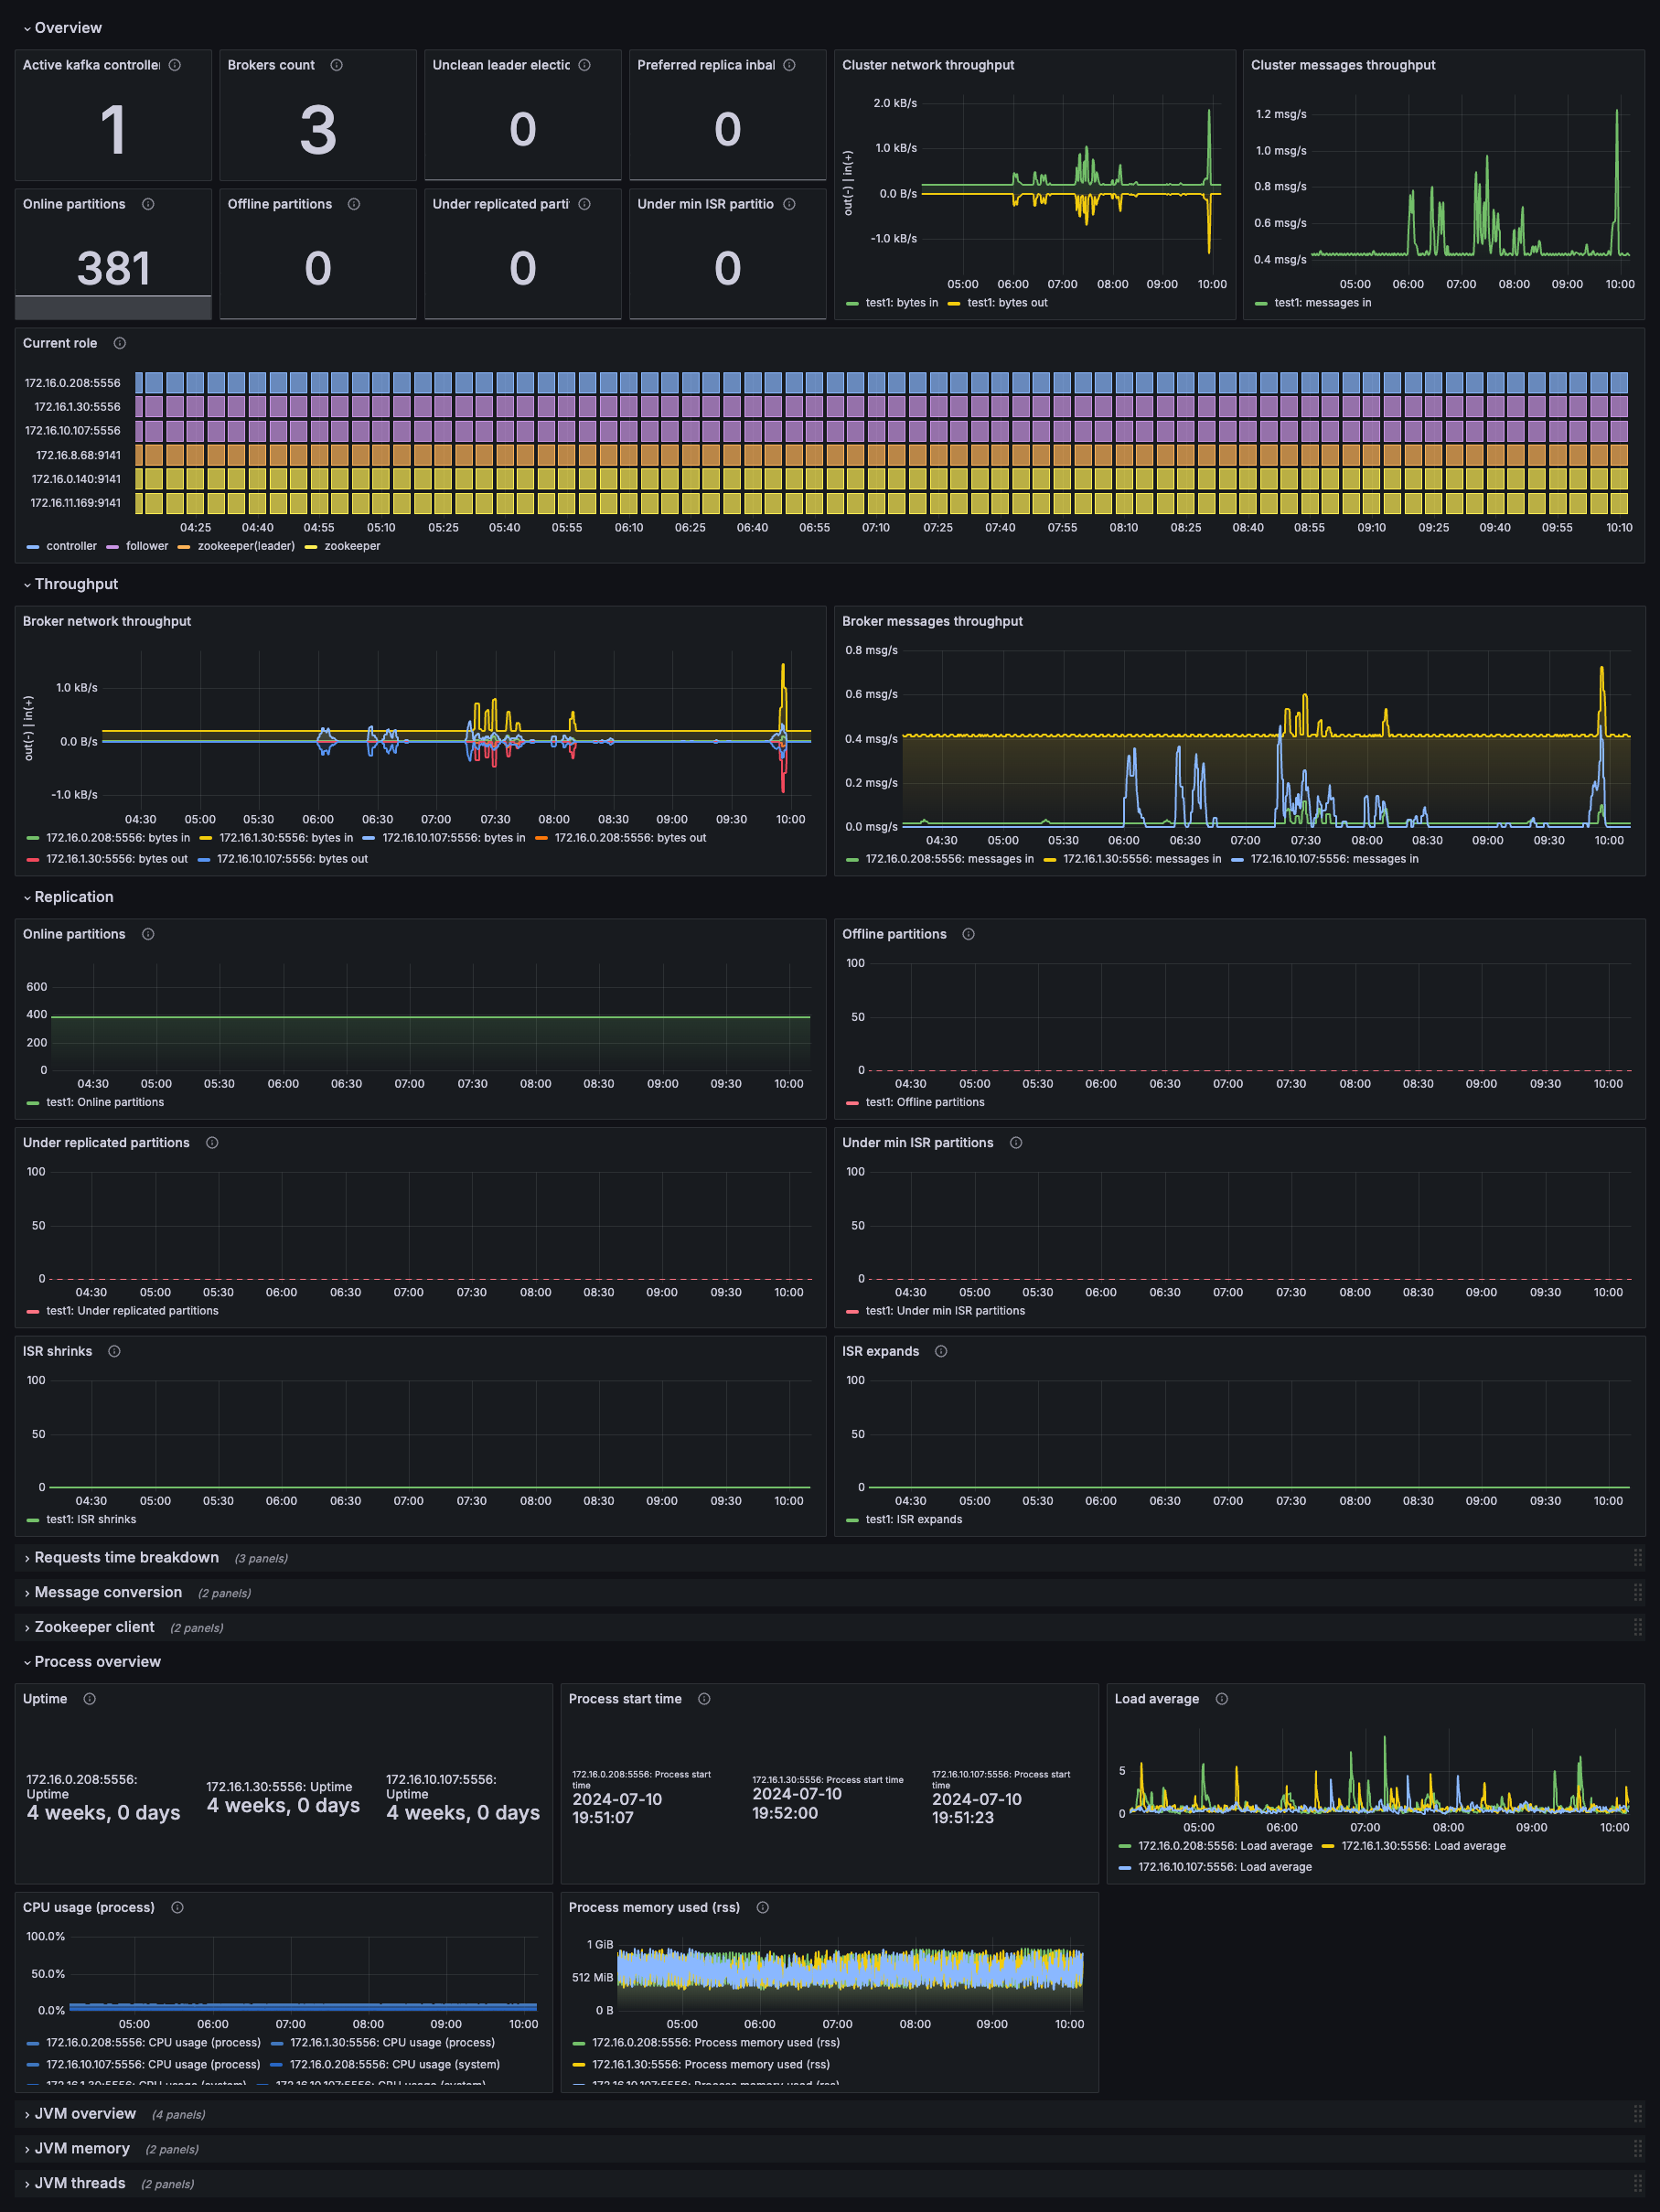 Overview
Active kafka controlle
Brokers count
Unclean leader electic
Preferred replica inbal
1
3
0
0
Online partitions
Offline partitions
Under replicated parti
Under min ISR partitio
381
0
0
0
Cluster network throughput
out(-) | in(+)
2.0 kB/s
1.0 kB/s
0.0 B/s
-1.0 kB/s
05:00 06:00 07:00 08:00 09:00 10:00
test1: bytes in test1: bytes out
Cluster messages throughput
1.2 msg/s
1.0 msg/s
0.8 msg/s
0.6 msg/s
0.4 msg/s
05:00 06:00 07:00 08:00 09:00 10:00
test1: messages in
Current role
172.16.0.208:5556
172.16.1.30:5556
172.16.10.107:5556
172.16.8.68:9141
172.16.0.140:9141
172.16.11.169:9141
04:25 04:40 04:55 05:10 05:25 05:40 05:55 06:10 06:25 06:40 06:55 07:10 07:25 07:40 07:55 08:10 08:25 08:40 08:55 09:10 09:25 09:40 09:55 10:10
controller follower zookeeper(leader) zookeeper
Throughput
Broker network throughput
out(-) | in(+)
1.0 kB/s
0.0 B/s
-1.0 kB/s
04:30 05:00 05:30 06:00 06:30 07:00 07:30 08:00 08:30 09:00 09:30 10:00
172.16.0.208:5556: bytes in 172.16.1.30:5556: bytes in 172.16.10.107:5556: bytes in 172.16.0.208:5556: bytes out
172.16.1.30:5556: bytes out 172.16.10.107:5556: bytes out
Broker messages throughput
0.8 msg/s
0.6 msg/s
0.4 msg/s
0.2 msg/s
0.0 msg/s
04:30 05:00 05:30 06:00 06:30 07:00 07:30 08:00 08:30 09:00 09:30 10:00
172.16.0.208:5556: messages in 172.16.1.30:5556: messages in 172.16.10.107:5556: messages in
Replication
Online partitions
600
400
200
0
04:30 05:00 05:30 06:00 06:30 07:00 07:30 08:00 08:30 09:00 09:30 10:00
test1: Online partitions
Offline partitions
100
50
0
04:30 05:00 05:30 06:00 06:30 07:00 07:30 08:00 08:30 09:00 09:30 10:00
test1: Offline partitions
Under replicated partitions
100
50
0
04:30 05:00 05:30 06:00 06:30 07:00 07:30 08:00 08:30 09:00 09:30 10:00
test1: Under replicated partitions
Under min ISR partitions
100
50
0
04:30 05:00 05:30 06:00 06:30 07:00 07:30 08:00 08:30 09:00 09:30 10:00
test1: Under min ISR partitions
ISR shrinks
100
50
0
04:30 05:00 05:30 06:00 06:30 07:00 07:30 08:00 08:30 09:00 09:30 10:00
test1: ISR shrinks
ISR expands
100
50
0
04:30 05:00 05:30 06:00 06:30 07:00 07:30 08:00 08:30 09:00 09:30 10:00
test1: ISR expands
Requests time breakdown (3 panels)
Message conversion (2 panels)
Zookeeper client (2 panels)
Process overview
Uptime
172.16.0.208:5556:
Uptime
4 weeks, 0 days
172.16.1.30:5556: Uptime
4 weeks, 0 days
172.16.10.107:5556:
Uptime
4 weeks, 0 days
Process start time
172.16.0.208:5556: Process start
time
2024-07-10
19:51:07
172.16.1.30:5556: Process start time
2024-07-10
19:52:00
172.16.10.107:5556: Process start
time
2024-07-10
19:51:23
Load average
5
0
05:00 06:00 07:00 08:00 09:00 10:00
172.16.0.208:5556: Load average 172.16.1.30:5556: Load average
172.16.10.107:5556: Load average
CPU usage (process)
100.0%
50.0%
0.0%
05:00 06:00 07:00 08:00 09:00 10:00
172.16.0.208:5556: CPU usage (process) 172.16.1.30:5556: CPU usage (process)
172.16.10.107:5556: CPU usage (process) 172.16.0.208:5556: CPU usage (system)
172.16.1.30:5556: CPU usage (system) 172.16.10.107:5556: CPU usage (system)
Process memory used (rss)
1 GiB
512 MiB
0 B
05:00 06:00 07:00 08:00 09:00 10:00
172.16.0.208:5556: Process memory used (rss)
172.16.1.30:5556: Process memory used (rss)
172.16.10.107:5556: Process memory used (rss)
JVM overview (4 panels)
JVM memory (2 panels)
JVM threads (2 panels)